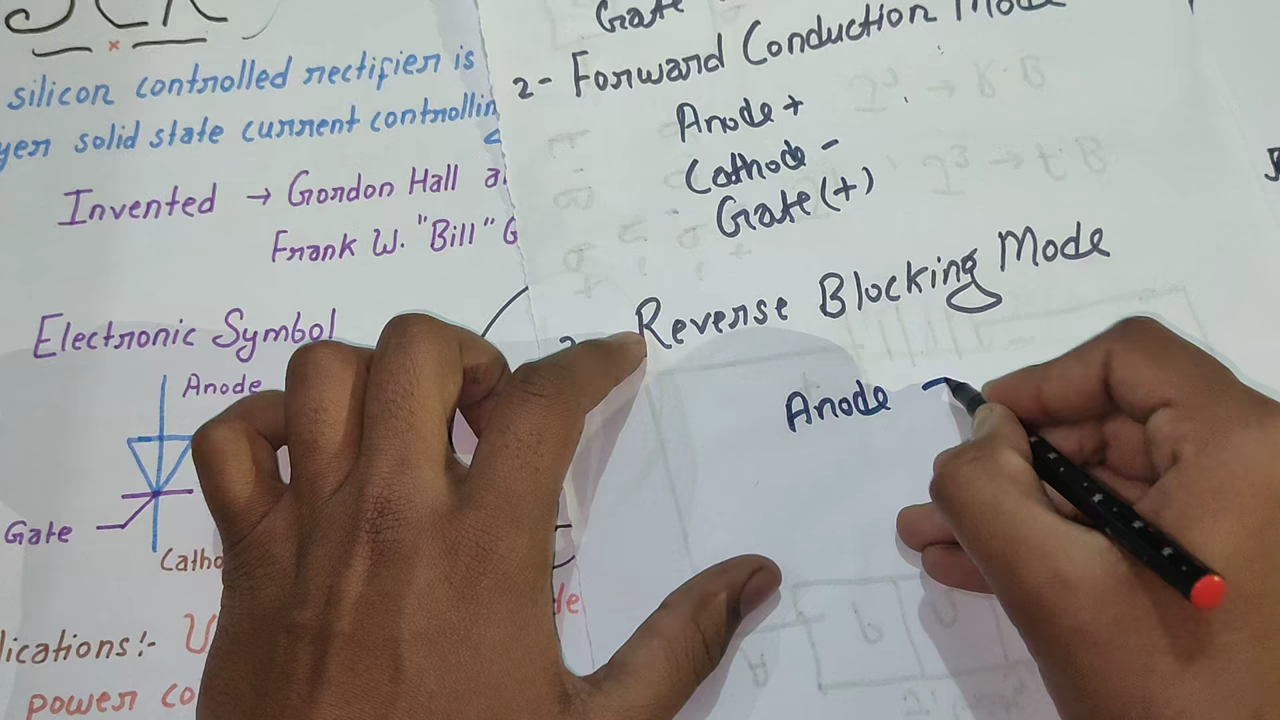 SCR
silicon controlled rectifier is
yer solid state current controllin
Invented → Gordon Hall a
Frank W. "Bill" G
Electronic Symbol
Anode
Gate
Catho
lications:- U
power co
Gate
2- Forward Conduction Mode
Anode +
Cathode -
Gate (+)
Reverse Blocking Mode
Anode -
de